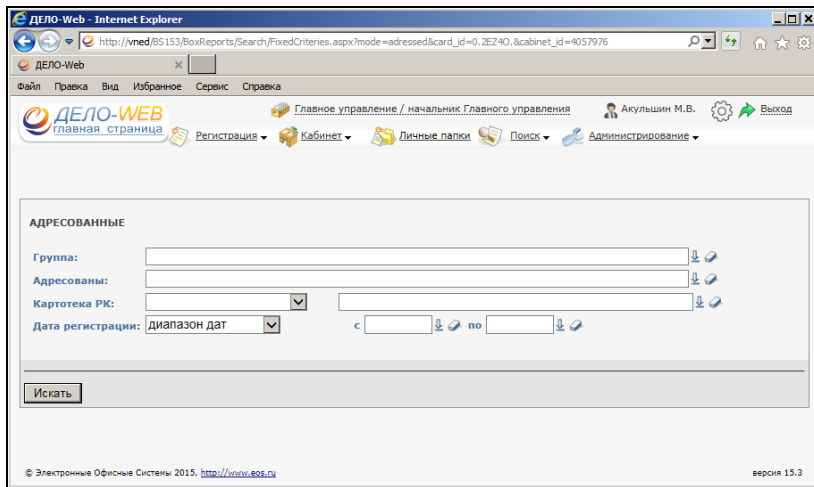 ДЕЛО-Web - Internet Explorer
http://vned/BS153/BoxReports/Search/FixedCriteries.aspx?mode=adressed&card_id=0.2EZ4O.&cabinet_id=4057976
ДЕЛО-Web
Файл Правка Вид Избранное Сервис Справка
ДЕЛО-WEB
главная страница
Главное управление / начальник Главного управления Акульшин М.В. Выход
Регистрация Кабинет Личные папки Поиск Администрирование
АДРЕСОВАННЫЕ
Группа:
Адресованы:
Картотека РК:
Дата регистрации: диапазон дат с по
Искать
© Электронные Офисные Системы 2015, http://www.eos.ru версия 15.3